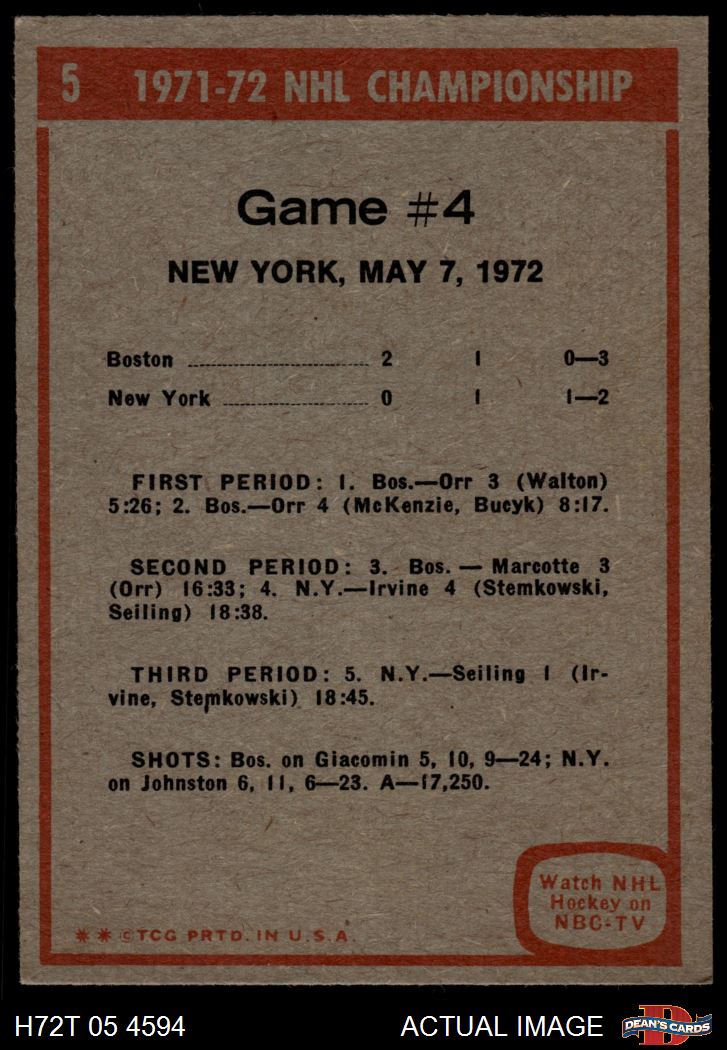 5 1971-72 NHL CHAMPIONSHIP
Game #4
NEW YORK, MAY 7, 1972
Boston ........................................ 2 1 0—3
New York ................................ 0 1 1—2
FIRST PERIOD: 1. Bos.—Orr 3 (Walton)
5:26; 2. Bos.—Orr 4 (McKenzie, Bucyk) 8:17.
SECOND PERIOD: 3. Bos. — Marcotte 3
(Orr) 16:33; 4. N.Y.—Irvine 4 (Stemkowski,
Seiling) 18:38.
THIRD PERIOD: 5. N.Y.—Seiling 1 (Ir-
vine, Stemkowski) 18:45.
SHOTS: Bos. on Giacomin 5, 10, 9—24; N.Y.
on Johnston 6, 11, 6—23. A—17,250.
Watch NHL
Hockey on
NBC-TV
** ©TCG PRTD. IN U.S.A.
H72T 05 4594 ACTUAL IMAGE
D
DEAN'S CARDS